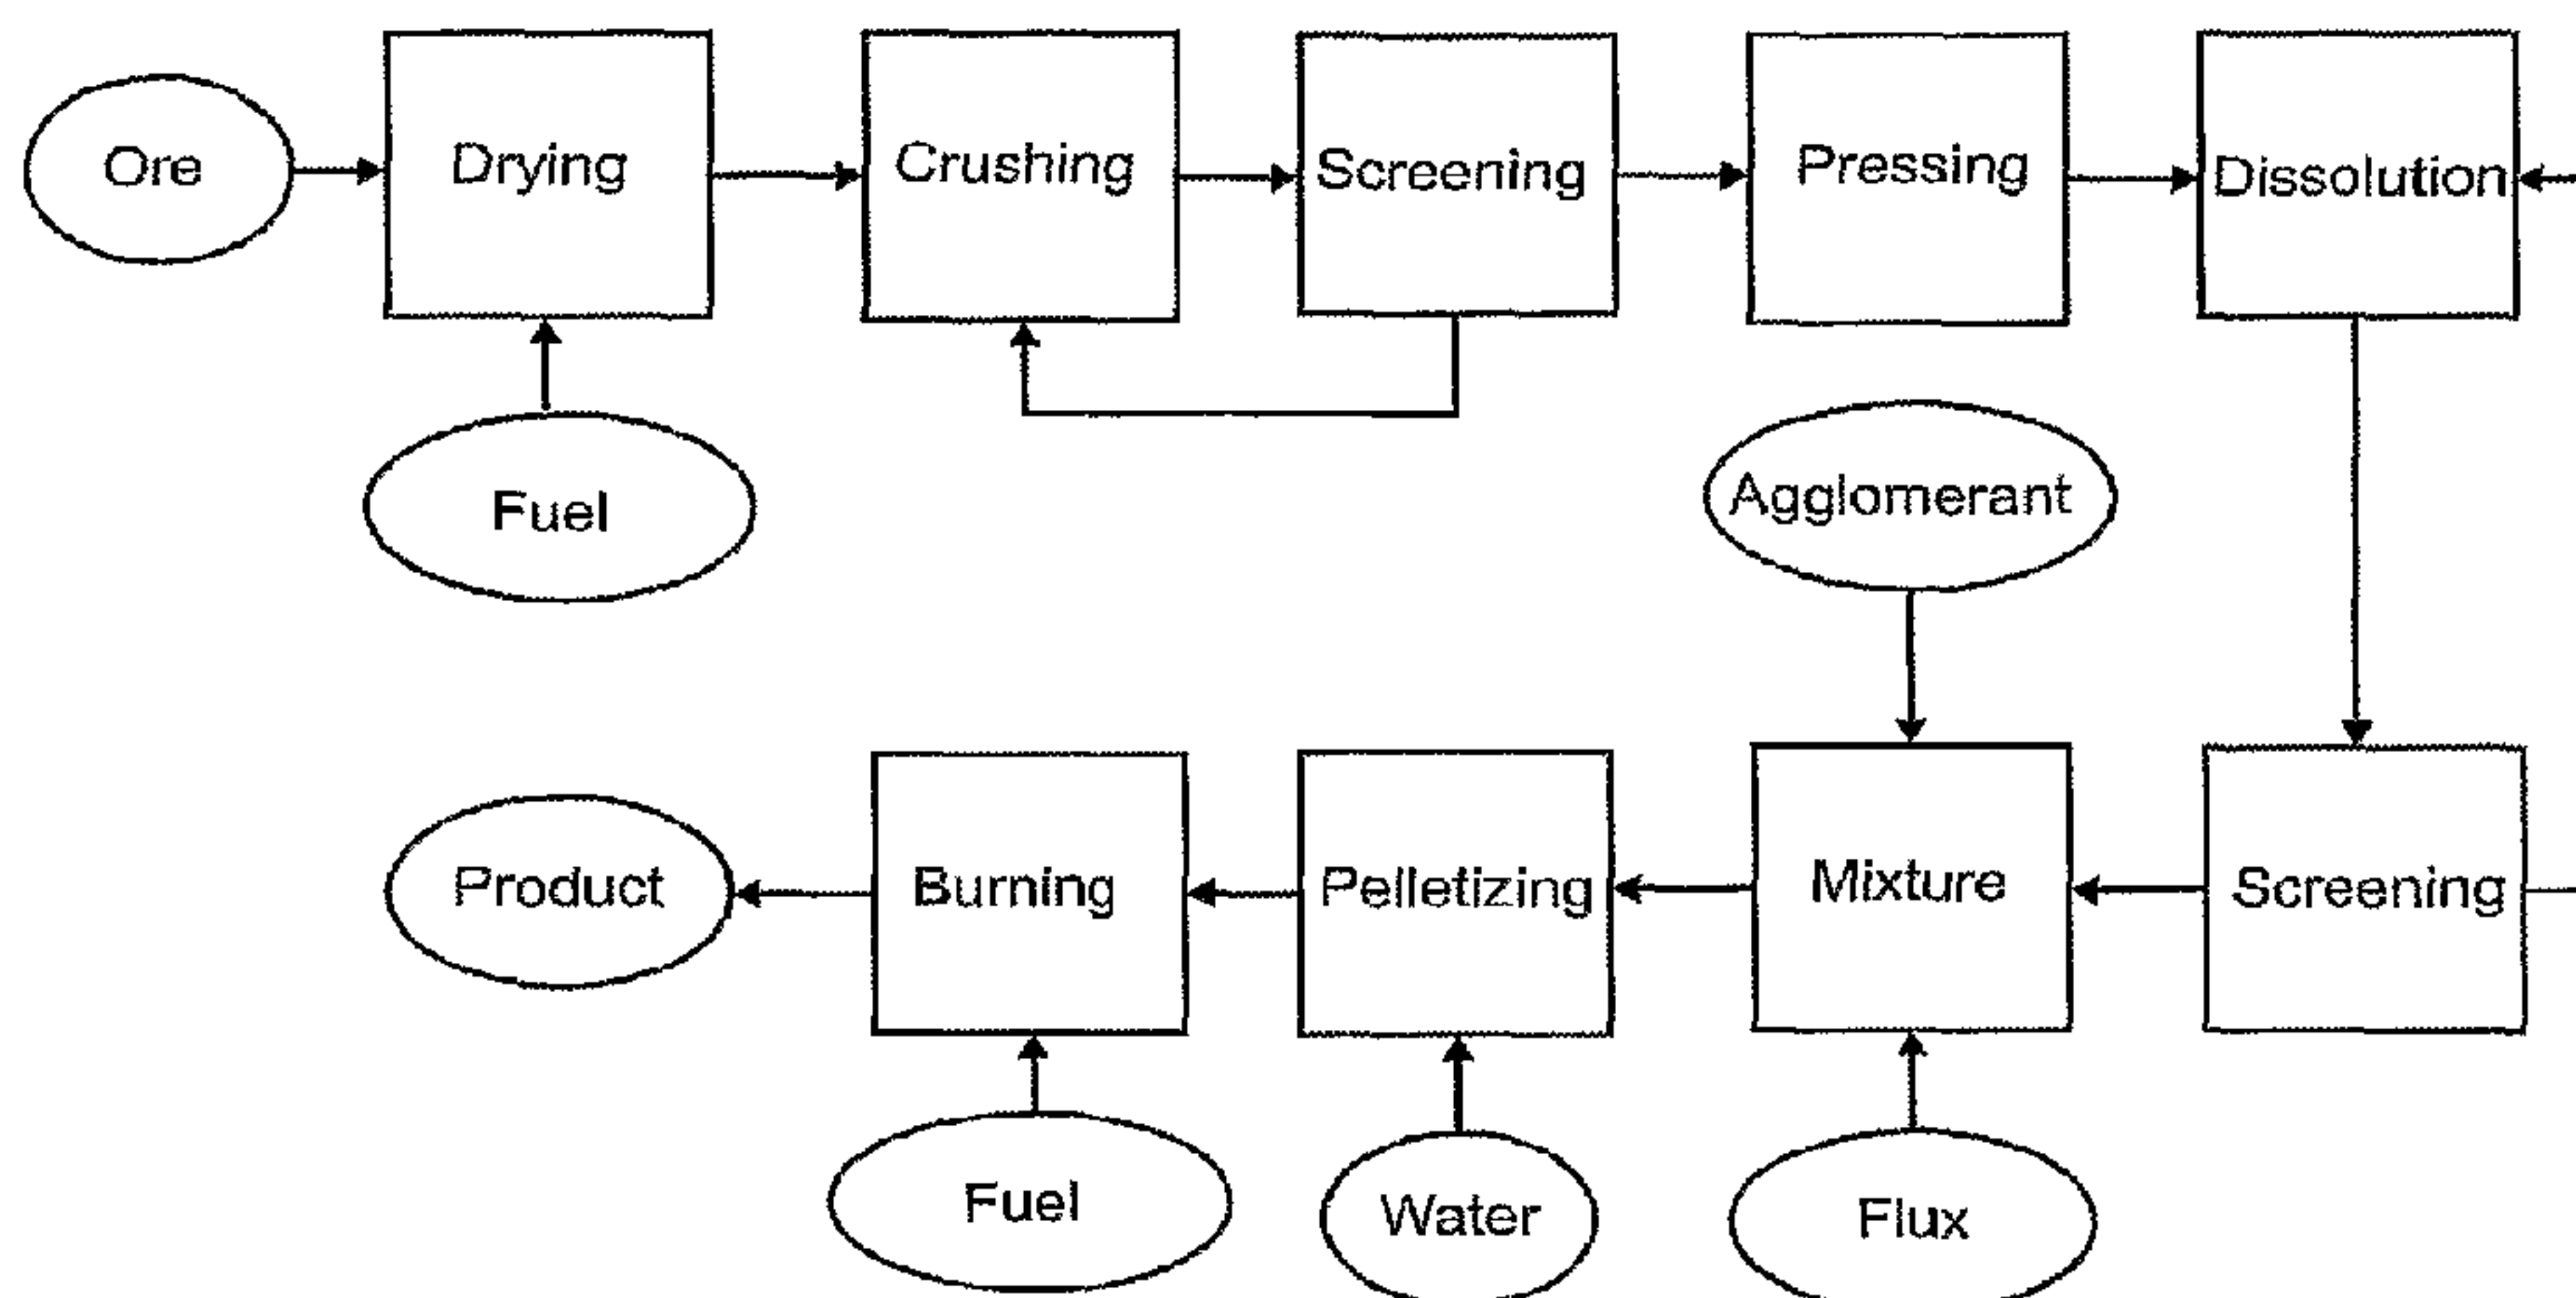 Ore
Drying
Crushing
Screening
Pressing
Dissolution
Fuel
Agglomerant
Product
Burning
Pelletizing
Mixture
Screening
Fuel
Water
Flux